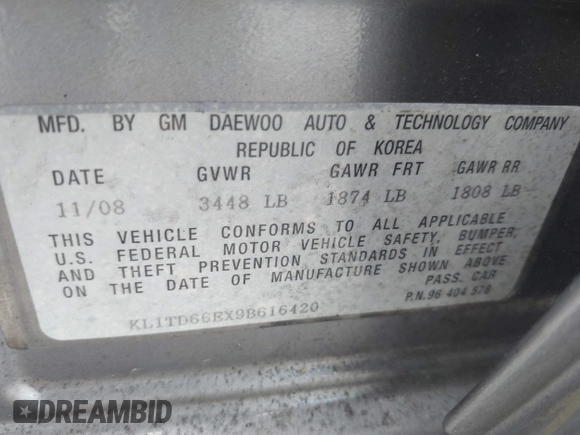 MFD. BY GM DAEWOO AUTO & TECHNOLOGY COMPANY
REPUBLIC OF KOREA
DATE GVWR GAWR FRT GAWR RR
11/08 3448 LB 1874 LB 1808 LB
THIS VEHICLE CONFORMS TO ALL APPLICABLE
U.S. FEDERAL MOTOR VEHICLE SAFETY, BUMPER,
AND THEFT PREVENTION STANDARDS IN EFFECT
ON THE DATE OF MANUFACTURE SHOWN ABOVE
PASS. CAR
KL1TD66EX9B616420 P.N.96 404 578
DREAMBID